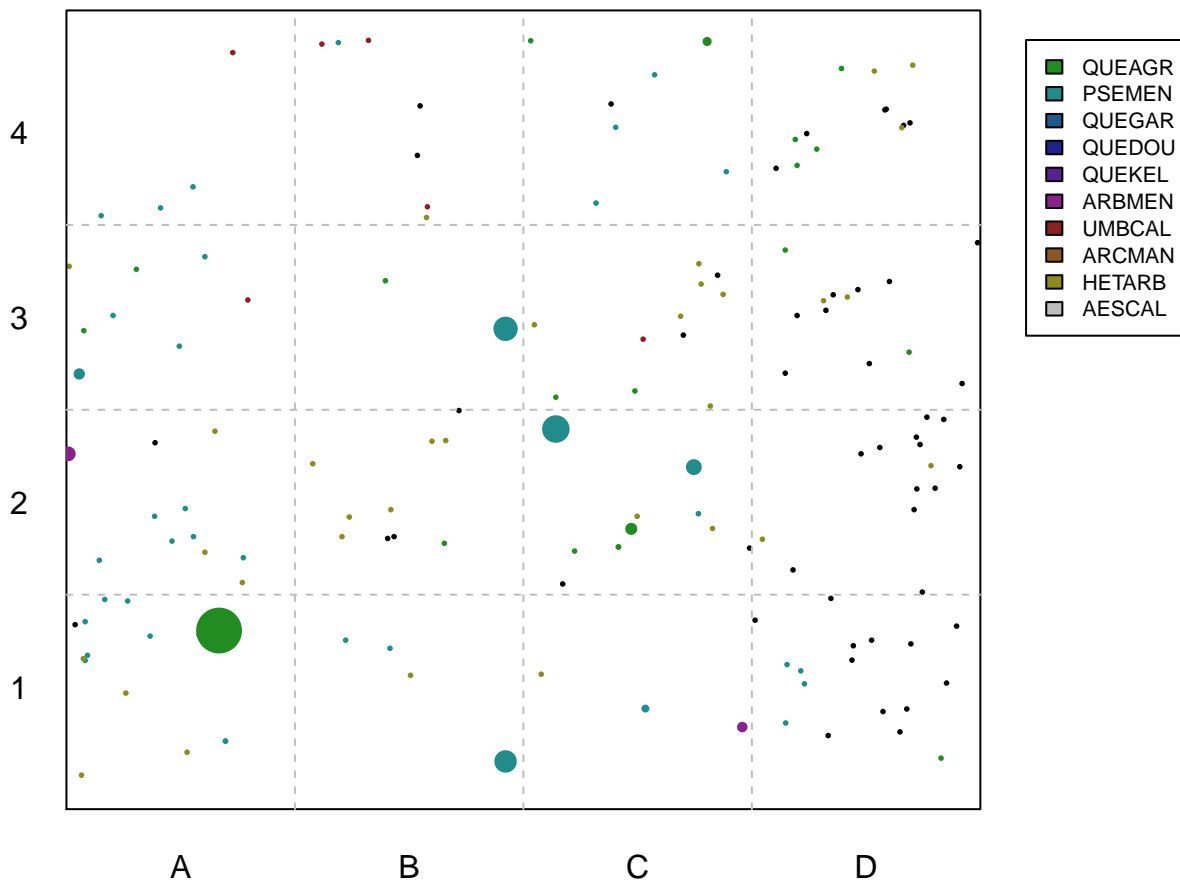 4
3
2
1
A B C D
QUEAGR
PSEMEN
QUEGAR
QUEDOU
QUEKEL
ARBMEN
UMBCAL
ARCMAN
HETARB
AESCAL